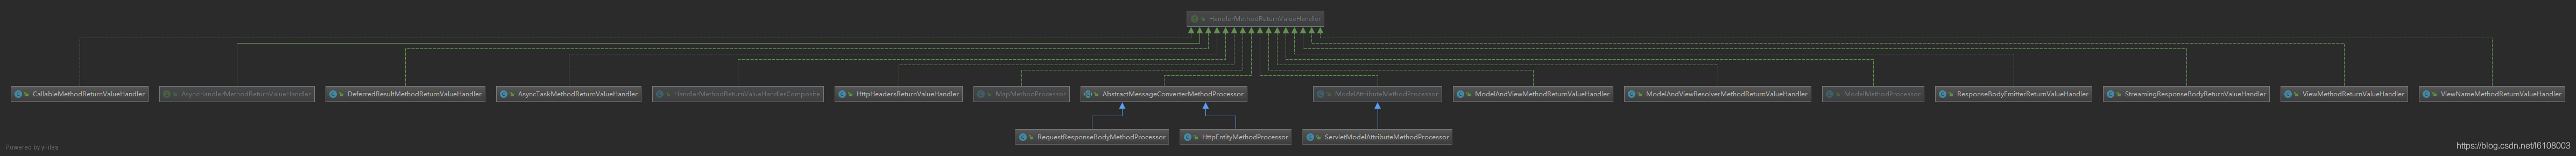 HandlerMethodReturnValueHandler
CallableMethodReturnValueHandler
AsyncHandlerMethodReturnValueHandler
DeferredResultMethodReturnValueHandler
AsyncTaskMethodReturnValueHandler
HandlerMethodReturnValueHandlerComposite
HttpHeadersReturnValueHandler
MapMethodProcessor
AbstractMessageConverterMethodProcessor
ModelAttributeMethodProcessor
ModelAndViewMethodReturnValueHandler
ModelAndViewResolverMethodReturnValueHandler
ModelMethodProcessor
ResponseBodyEmitterReturnValueHandler
StreamingResponseBodyReturnValueHandler
ViewMethodReturnValueHandler
ViewNameMethodReturnValueHandler
RequestResponseBodyMethodProcessor
HttpEntityMethodProcessor
ServletModelAttributeMethodProcessor
Powered by yFiles
https://blog.csdn.net/l6108003